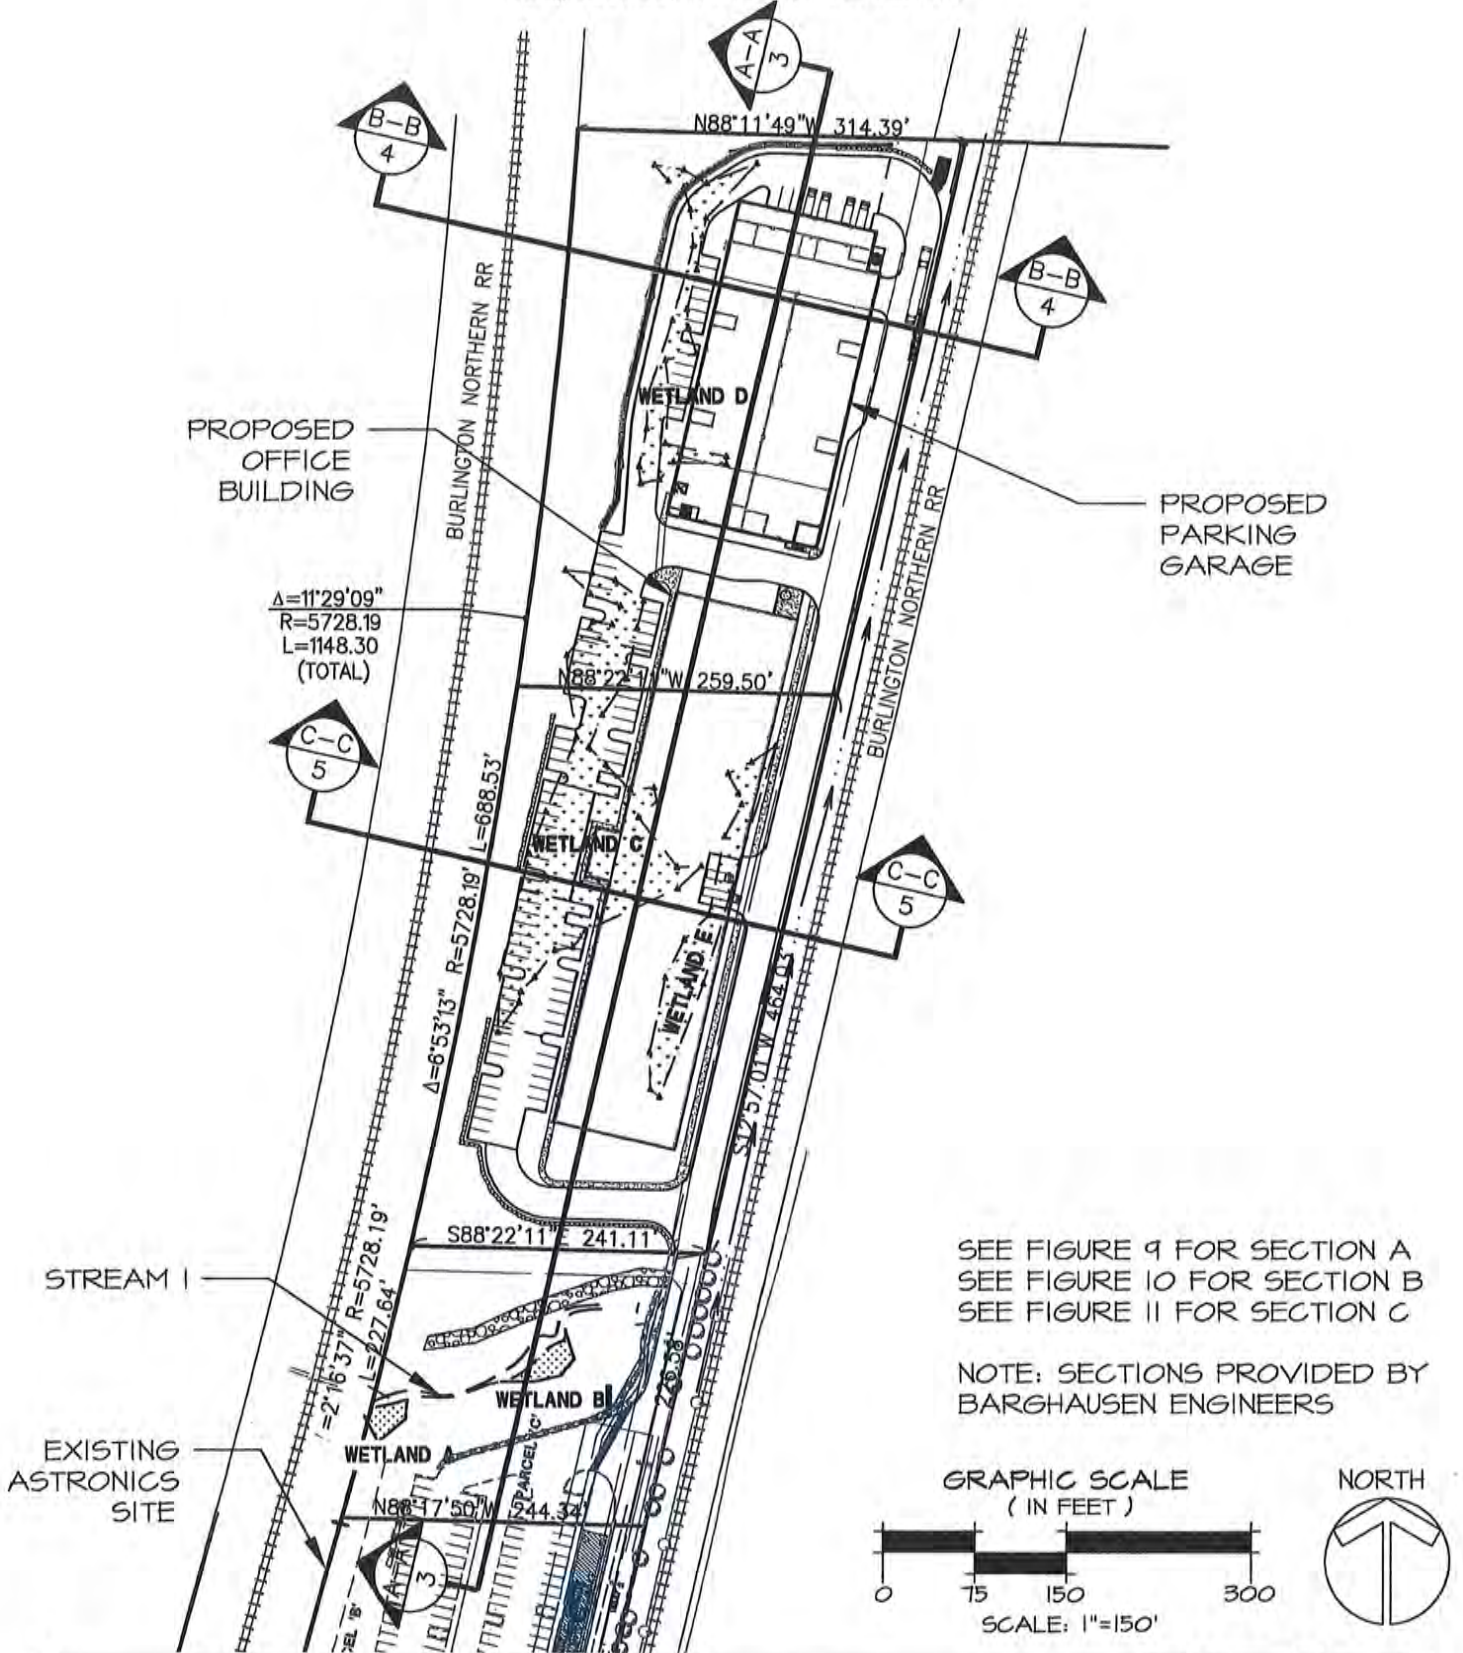 A-A
3
B-B
4
N88°11'49"W 314.39'
B-B
4
BURLINGTON NORTHERN RR
WETLAND D
PROPOSED
OFFICE
BUILDING
PROPOSED
PARKING
GARAGE
BURLINGTON NORTHERN RR
Δ=11°29'09"
R=5728.19
L=1148.30
(TOTAL)
N88°22'11"W 259.50'
C-C
5
WETLAND C
C-C
5
Δ=6°53'13" R=5728.19' L=688.53'
WETLAND E
S12°57'01"W 464.03'
S88°22'11"E 241.11'
STREAM 1
=2°16'37" R=5728.19'
L=227.64'
WETLAND B
WETLAND A
PARCEL 'C'
EXISTING
ASTRONICS
SITE
N88°17'50"W 244.34'
A-A
3
SEE FIGURE 9 FOR SECTION A
SEE FIGURE 10 FOR SECTION B
SEE FIGURE 11 FOR SECTION C
NOTE: SECTIONS PROVIDED BY
BARGHAUSEN ENGINEERS
GRAPHIC SCALE
( IN FEET )
0 75 150 300
SCALE: 1"=150'
NORTH